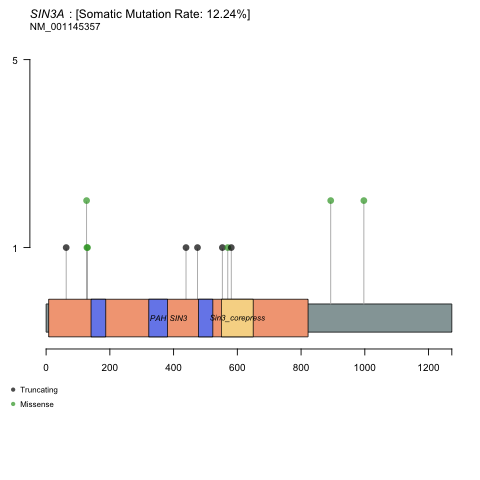 SIN3A : [Somatic Mutation Rate: 12.24%]
NM_001145357
5
1
PAH SIN3 Sin3_corepress
0 200 400 600 800 1000 1200
Truncating
Missense